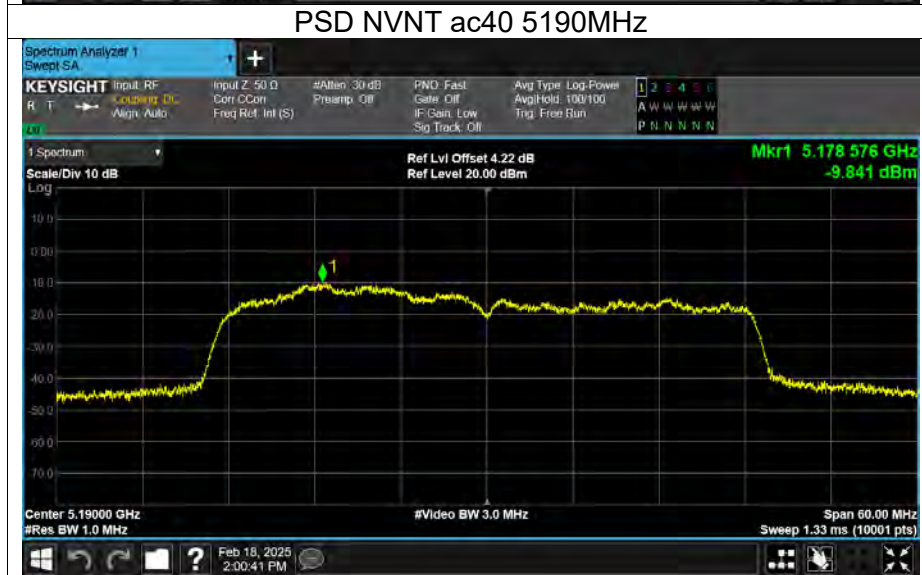 PSD NVNT ac40 5190MHz
Spectrum Analyzer 1
Swept SA
+
KEYSIGHT Input: RF Input Z: 50 Ω #Atten: 30 dB PNO: Fast Avg Type: Log-Power 1 2 3 4 5 6
R T Coupling: DC Corr CCorr Preamp: Off Gate: Off Avg|Hold: 100/100 A W W W W W
Align: Auto Freq Ref: Int (S) IF Gain: Low Trig: Free Run
Sig Track: Off P N N N N N
1 Spectrum Ref Lvl Offset 4.22 dB Mkr1 5.178 576 GHz
Scale/Div 10 dB Ref Level 20.00 dBm -9.841 dBm
Log
10.0
0.00
1
-10.0
-20.0
-30.0
-40.0
-50.0
-60.0
-70.0
Center 5.19000 GHz #Video BW 3.0 MHz Span 60.00 MHz
#Res BW 1.0 MHz Sweep 1.33 ms (10001 pts)
? Feb 18, 2025
2:00:41 PM